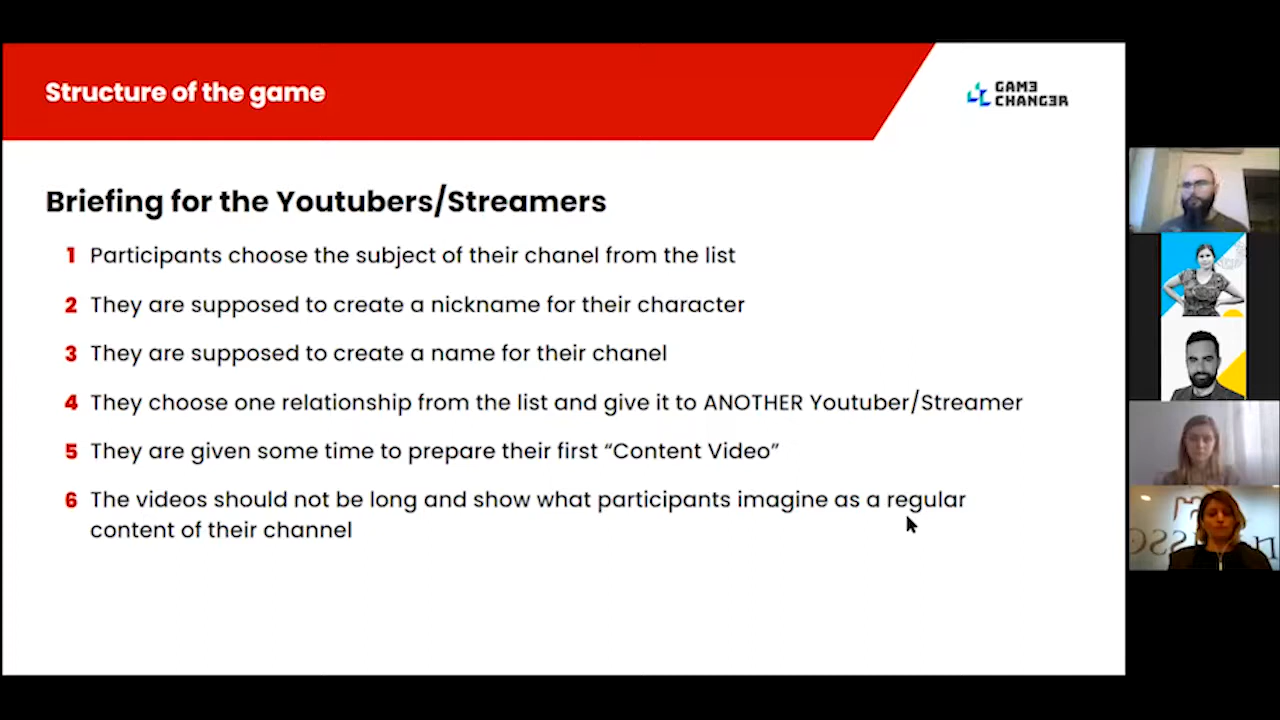 Structure of the game
GAME
CHANGER
Briefing for the Youtubers/Streamers
1 Participants choose the subject of their chanel from the list
2 They are supposed to create a nickname for their character
3 They are supposed to create a name for their chanel
4 They choose one relationship from the list and give it to ANOTHER Youtuber/Streamer
5 They are given some time to prepare their first “Content Video”
6 The videos should not be long and show what participants imagine as a regular
content of their channel